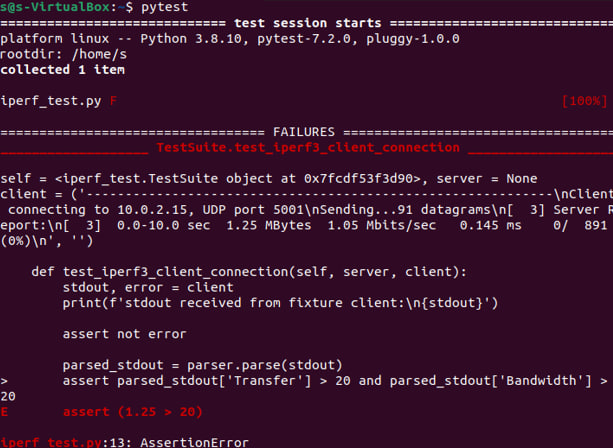 s@s-VirtualBox:~$ pytest
============================= test session starts =============================
platform linux -- Python 3.8.10, pytest-7.2.0, pluggy-1.0.0
rootdir: /home/s
collected 1 item
iperf_test.py F [100%]
================================== FAILURES ===================================
___________________ TestSuite.test_iperf3_client_connection ___________________
self = <iperf_test.TestSuite object at 0x7fcdf53f3d90>, server = None
client = ('------------------------------------------------------------\nClient
 connecting to 10.0.2.15, UDP port 5001\nSending...91 datagrams\n[  3] Server R
eport:\n[  3]  0.0-10.0 sec  1.25 MBytes  1.05 Mbits/sec   0.145 ms    0/  891
(0%)\n', '')
    def test_iperf3_client_connection(self, server, client):
        stdout, error = client
        print(f'stdout received from fixture client:\n{stdout}')
        assert not error
        parsed_stdout = parser.parse(stdout)
>       assert parsed_stdout['Transfer'] > 20 and parsed_stdout['Bandwidth'] >
20
E       assert (1.25 > 20)
iperf_test.py:13: AssertionError